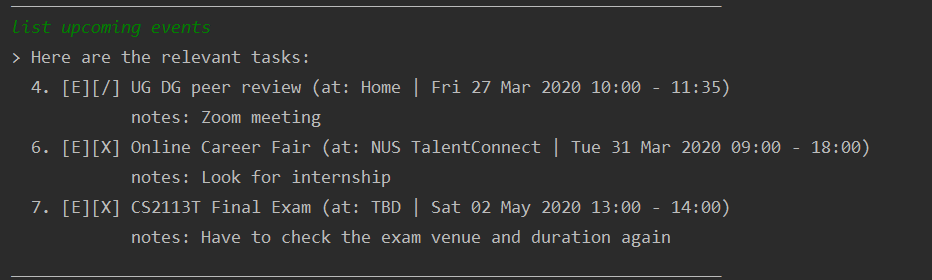 list upcoming events
> Here are the relevant tasks:
4. [E][/] UG DG peer review (at: Home | Fri 27 Mar 2020 10:00 - 11:35)
notes: Zoom meeting
6. [E][X] Online Career Fair (at: NUS TalentConnect | Tue 31 Mar 2020 09:00 - 18:00)
notes: Look for internship
7. [E][X] CS2113T Final Exam (at: TBD | Sat 02 May 2020 13:00 - 14:00)
notes: Have to check the exam venue and duration again